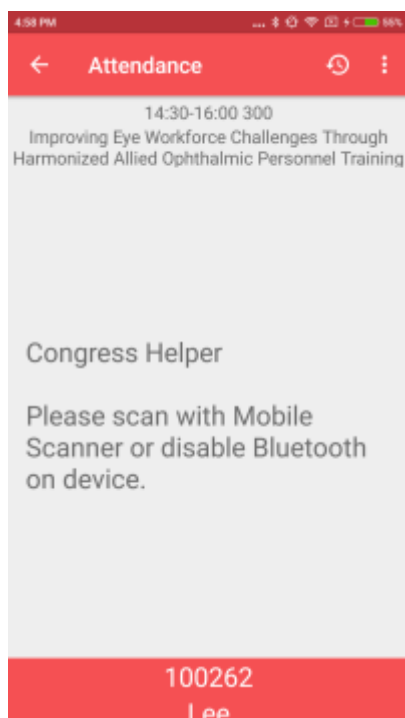 4:58 PM
... 55%
Attendance
14:30-16:00 300
Improving Eye Workforce Challenges Through
Harmonized Allied Ophthalmic Personnel Training
Congress Helper
Please scan with Mobile
Scanner or disable Bluetooth
on device.
100262
Lee